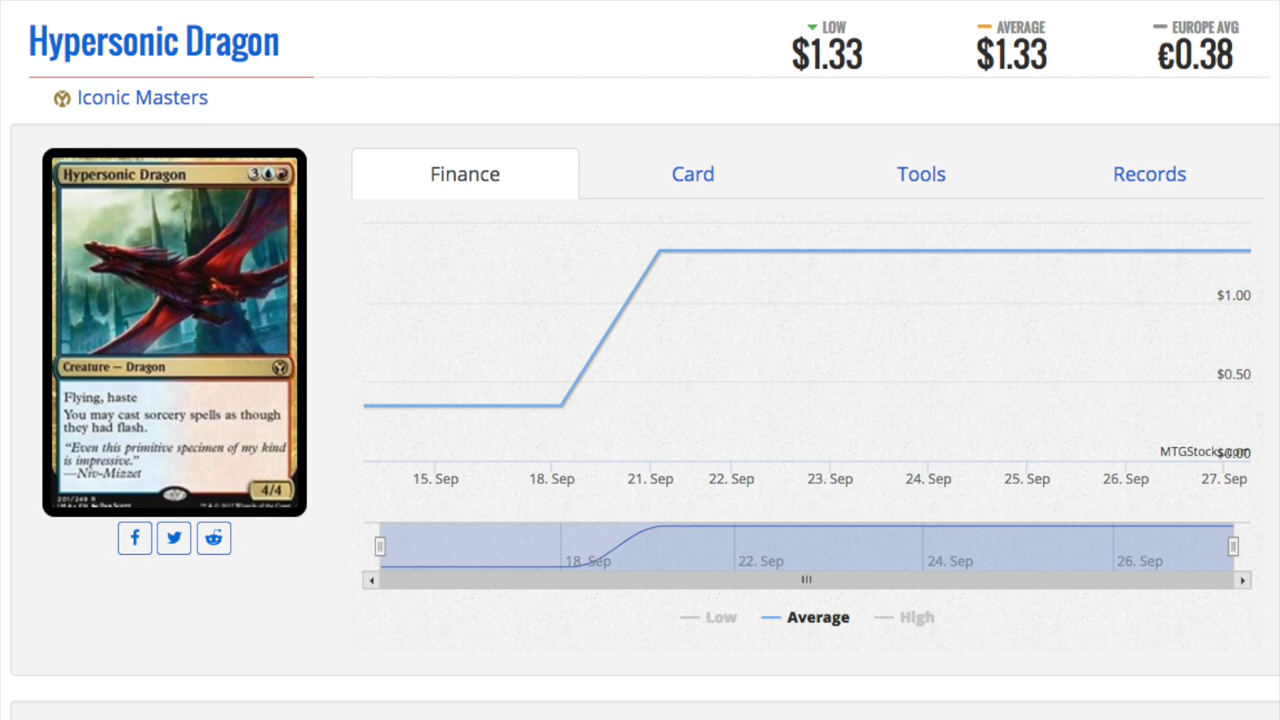 Hypersonic Dragon
LOW
$1.33
AVERAGE
$1.33
EUROPE AVG
€0.38
Iconic Masters
Hypersonic Dragon
3
Creature — Dragon
Flying, haste
You may cast sorcery spells as though
they had flash.
"Even this primitive specimen of my kind
is impressive."
—Niv-Mizzet
4/4
201/249 R
Finance
Card
Tools
Records
$1.00
$0.50
$0.00
MTGStocks.com
15. Sep
18. Sep
21. Sep
22. Sep
23. Sep
24. Sep
25. Sep
26. Sep
27. Sep
18. Sep
22. Sep
24. Sep
26. Sep
Low
Average
High